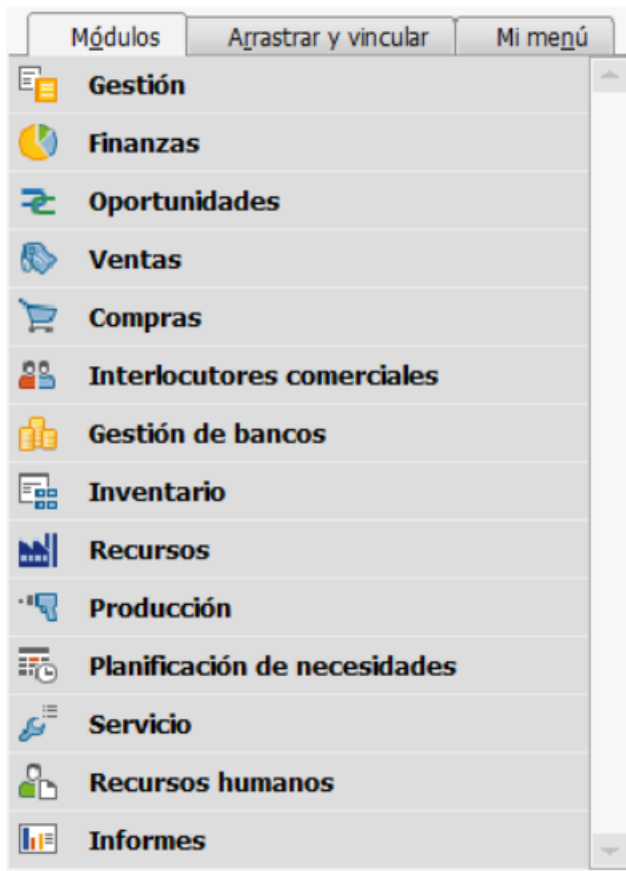 Módulos Arrastrar y vincular Mi menú
Gestión
Finanzas
Oportunidades
Ventas
Compras
Interlocutores comerciales
Gestión de bancos
Inventario
Recursos
Producción
Planificación de necesidades
Servicio
Recursos humanos
Informes